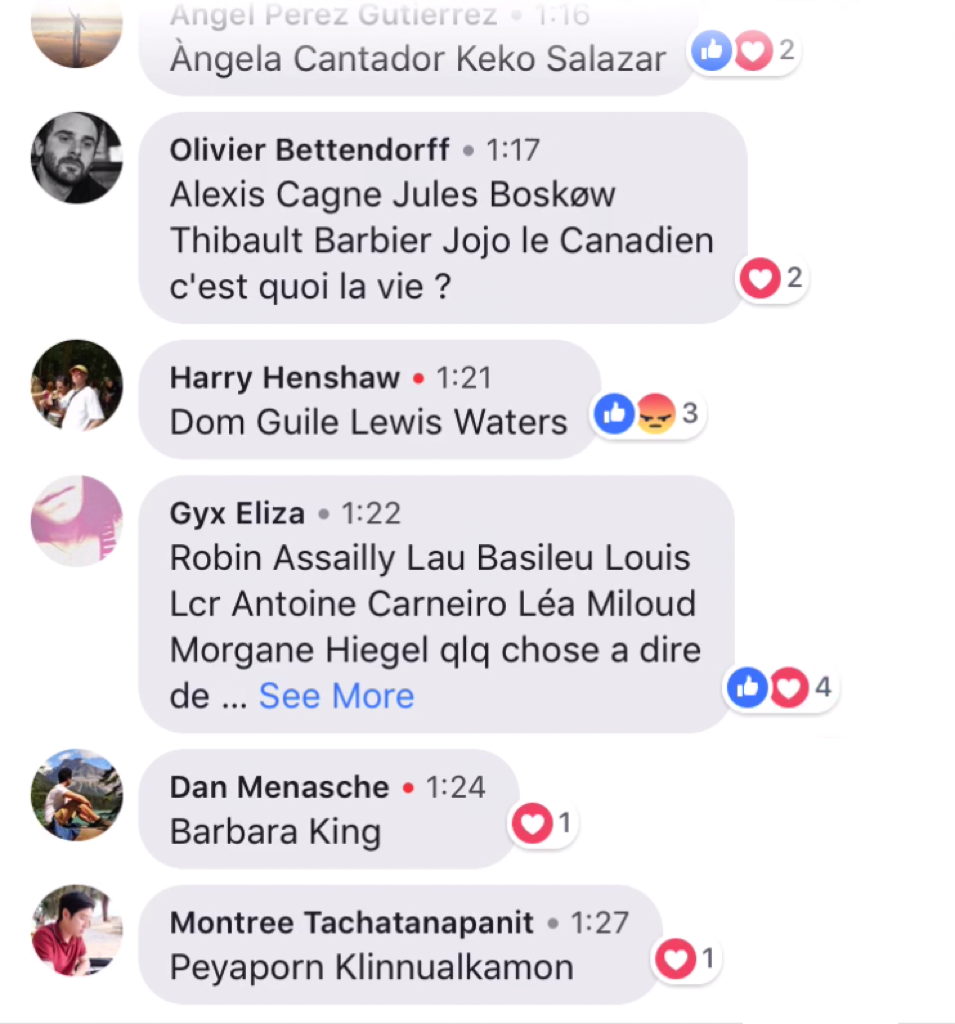 Angel Perez Gutierrez • 1:16
Àngela Cantador Keko Salazar
2
Olivier Bettendorff • 1:17
Alexis Cagne Jules Boskøw
Thibault Barbier Jojo le Canadien
c'est quoi la vie ?
2
Harry Henshaw • 1:21
Dom Guile Lewis Waters
3
Gyx Eliza • 1:22
Robin Assailly Lau Basileu Louis
Lcr Antoine Carneiro Léa Miloud
Morgane Hiegel qlq chose a dire
de ... See More
4
Dan Menasche • 1:24
Barbara King
1
Montree Tachatanapanit • 1:27
Peyaporn Klinnualkamon
1